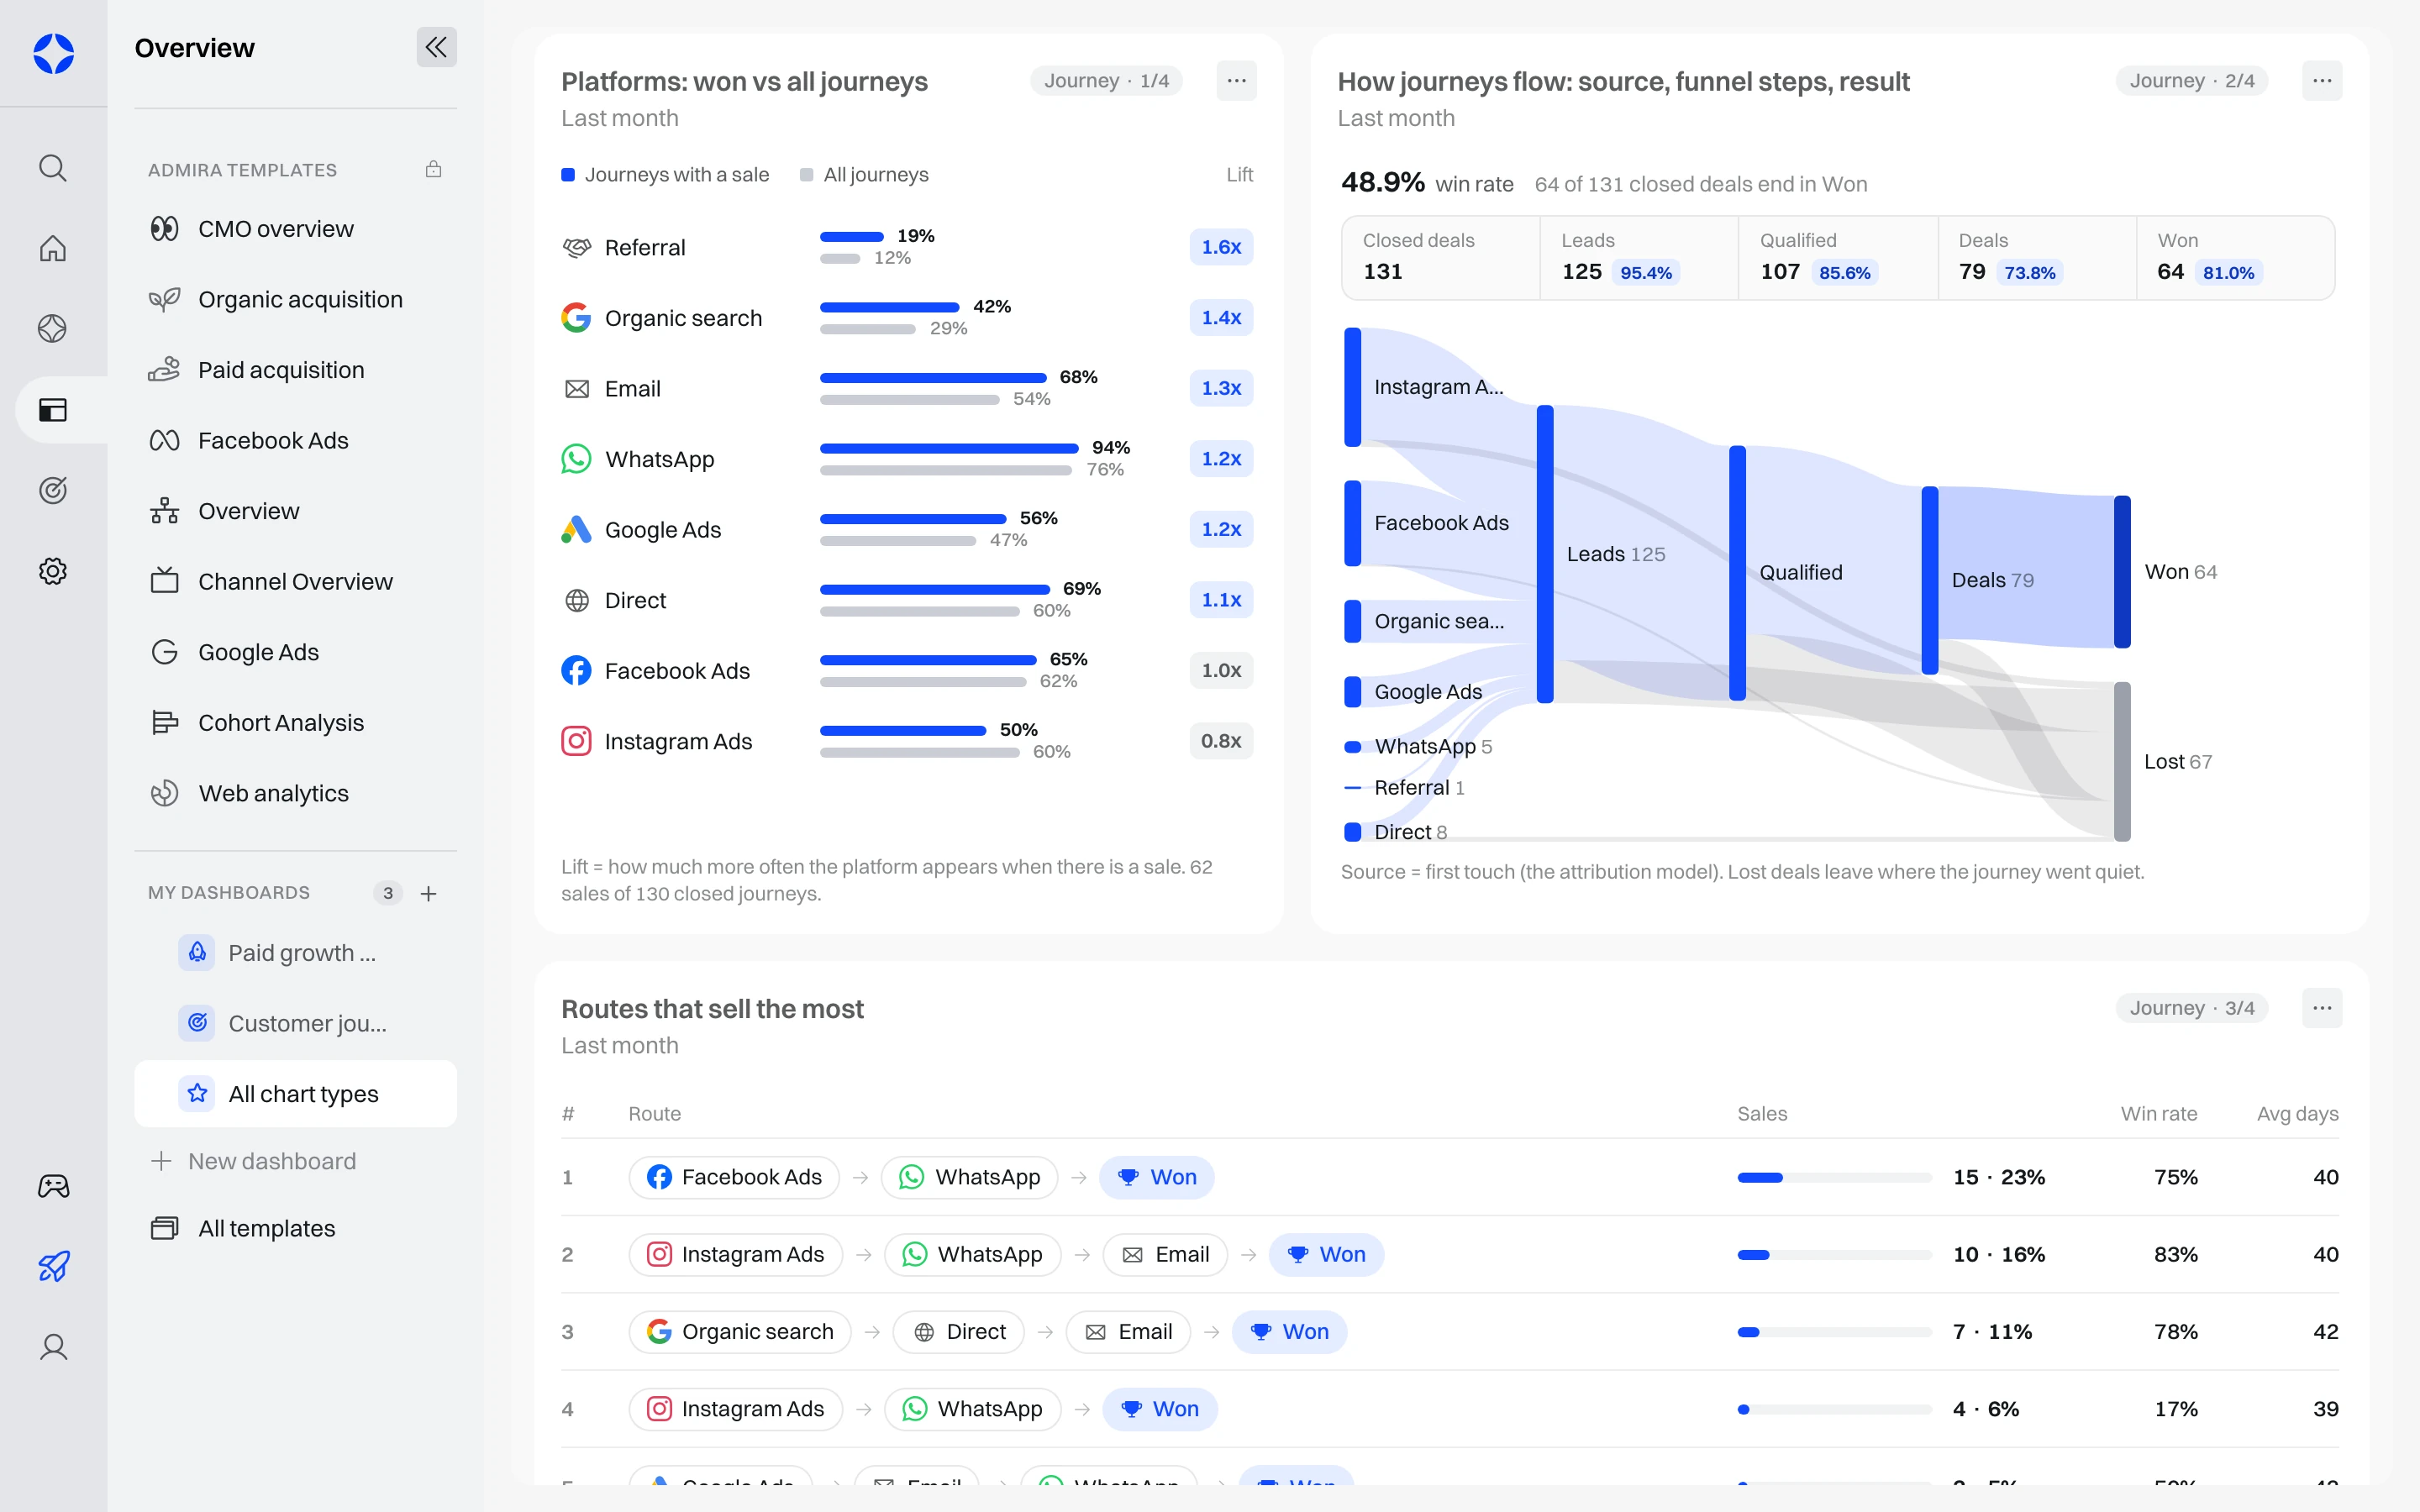 Overview
ADMIRA TEMPLATES
CMO overview
Organic acquisition
Paid acquisition
Facebook Ads
Overview
Channel Overview
Google Ads
Cohort Analysis
Web analytics
MY DASHBOARDS 3
Paid growth ...
Customer jou...
All chart types
New dashboard
All templates
Platforms: won vs all journeys
Journey · 1/4
Last month
Journeys with a sale All journeys Lift
Referral 19% 12% 1.6x
Organic search 42% 29% 1.4x
Email 68% 54% 1.3x
WhatsApp 94% 76% 1.2x
Google Ads 56% 47% 1.2x
Direct 69% 60% 1.1x
Facebook Ads 65% 62% 1.0x
Instagram Ads 50% 60% 0.8x
Lift = how much more often the platform appears when there is a sale. 62
sales of 130 closed journeys.
How journeys flow: source, funnel steps, result
Journey · 2/4
Last month
48.9% win rate 64 of 131 closed deals end in Won
Closed deals Leads Qualified Deals Won
131 125 95.4% 107 85.6% 79 73.8% 64 81.0%
Instagram A...
Facebook Ads
Organic sea...
Google Ads
WhatsApp 5
Referral 1
Direct 8
Leads 125
Qualified
Deals 79
Won 64
Lost 67
Source = first touch (the attribution model). Lost deals leave where the journey went quiet.
Routes that sell the most
Journey · 3/4
Last month
# Route Sales Win rate Avg days
1 Facebook Ads → WhatsApp → Won 15 · 23% 75% 40
2 Instagram Ads → WhatsApp → Email → Won 10 · 16% 83% 40
3 Organic search → Direct → Email → Won 7 · 11% 78% 42
4 Instagram Ads → WhatsApp → Won 4 · 6% 17% 39
Google Ads Email WhatsApp Won